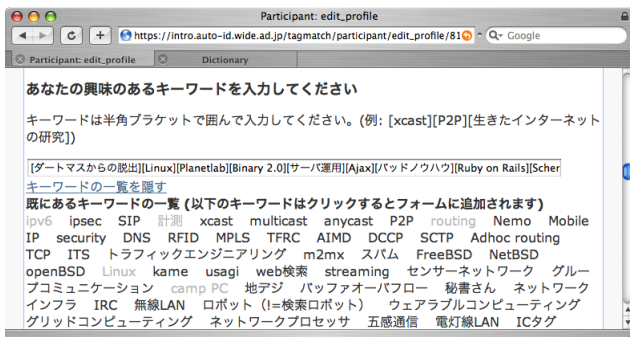 Participant: edit_profile
https://intro.auto-id.wide.ad.jp/tagmatch/participant/edit_profile/81
Google
Participant: edit_profile
Dictionary
あなたの興味のあるキーワードを入力してください
キーワードは半角ブラケットで囲んで入力してください。(例: [xcast][P2P][生きたインターネット
の研究])
[ダートマスからの脱出][Linux][Planetlab][Binary 2.0][サーバ運用][Ajax][バッドノウハウ][Ruby on Rails][Scher
キーワードの一覧を隠す
既にあるキーワードの一覧 (以下のキーワードはクリックするとフォームに追加されます)
ipv6 ipsec SIP 計測 xcast multicast anycast P2P routing Nemo Mobile
IP security DNS RFID MPLS TFRC AIMD DCCP SCTP Adhoc routing
TCP ITS トラフィックエンジニアリング m2mx スパム FreeBSD NetBSD
openBSD Linux kame usagi web検索 streaming センサーネットワーク グルー
プコミュニケーション camp PC 地デジ バッファオーバフロー 秘書さん ネットワーク
インフラ IRC 無線LAN ロボット（!=検索ロボット） ウェアラブルコンピューティング
グリッドコンピューティング ネットワークプロセッサ 五感通信 電灯線LAN ICタグ